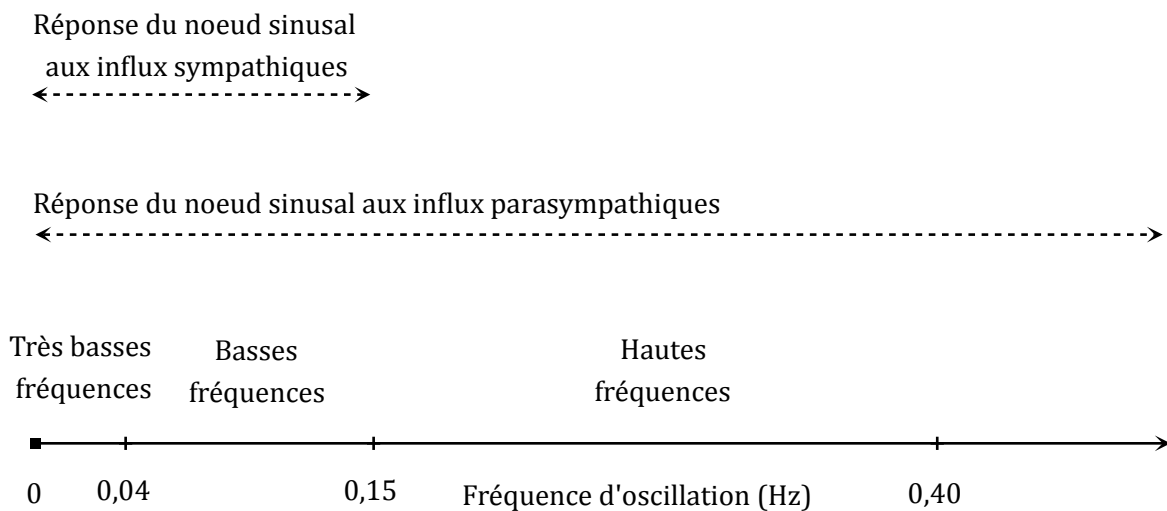 Réponse du noeud sinusal
aux influx sympathiques
Réponse du noeud sinusal aux influx parasympathiques
Très basses
fréquences
Basses
fréquences
Hautes
fréquences
0
0,04
0,15
Fréquence d'oscillation (Hz)
0,40